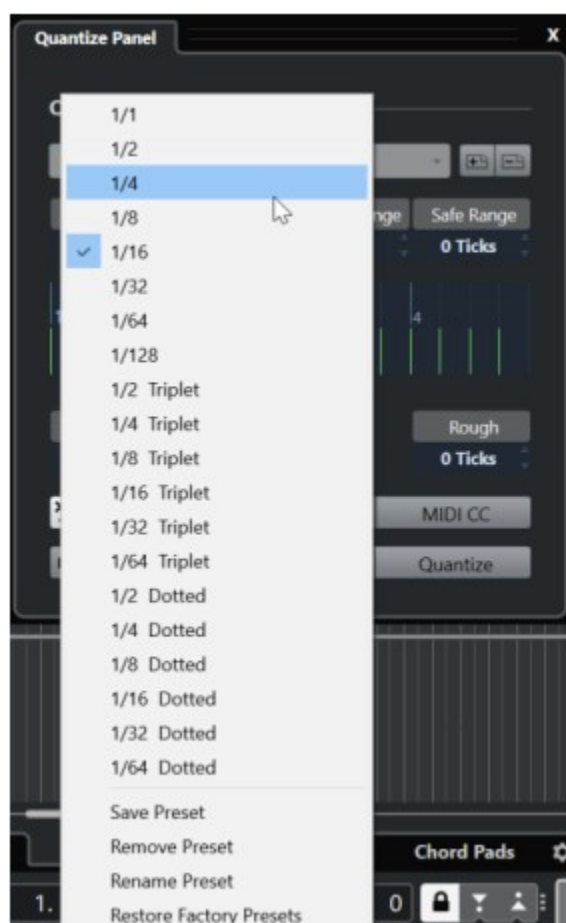 Quantize Panel X
1/1
1/2
1/4
1/8
Safe Range
1/16
0 Ticks
1/32
1/64
4
1/128
1/2 Triplet
1/4 Triplet
Rough
1/8 Triplet
0 Ticks
1/16 Triplet
MIDI CC
1/32 Triplet
1/64 Triplet
Quantize
1/2 Dotted
1/4 Dotted
1/8 Dotted
1/16 Dotted
1/32 Dotted
1/64 Dotted
Save Preset
Remove Preset
Chord Pads
Rename Preset
1.
0
Restore Factory Presets